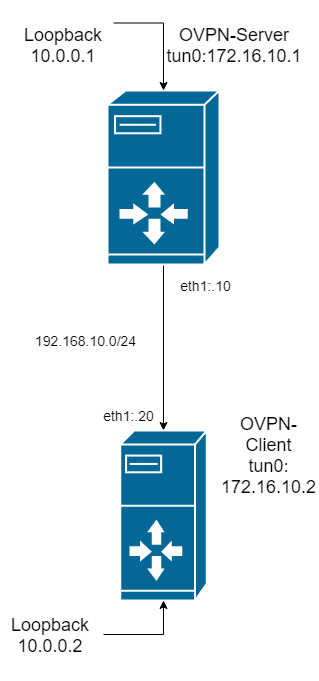 Loopback
10.0.0.1
OVPN-Server
tun0:172.16.10.1
eth1:.10
192.168.10.0/24
eth1:.20
OVPN-
Client
tun0:
172.16.10.2
Loopback
10.0.0.2